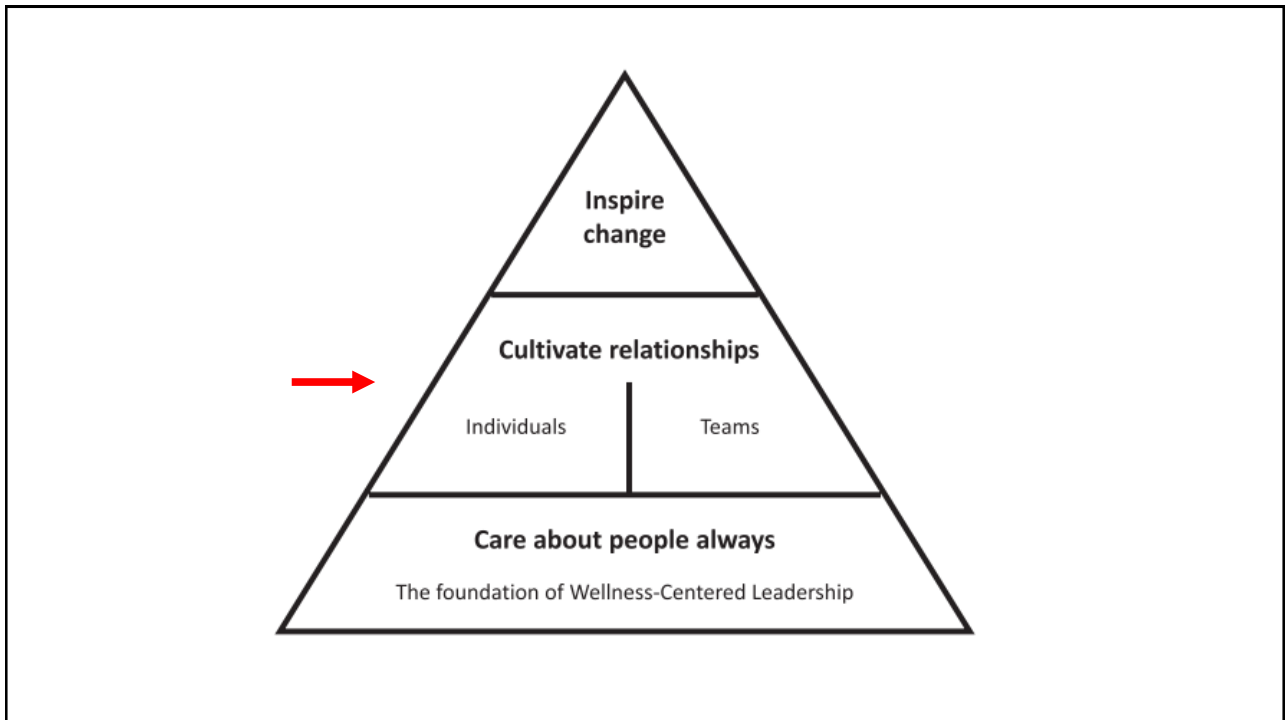 Inspire
change
Cultivate relationships
Individuals
Teams
Care about people always
The foundation of Wellness-Centered Leadership